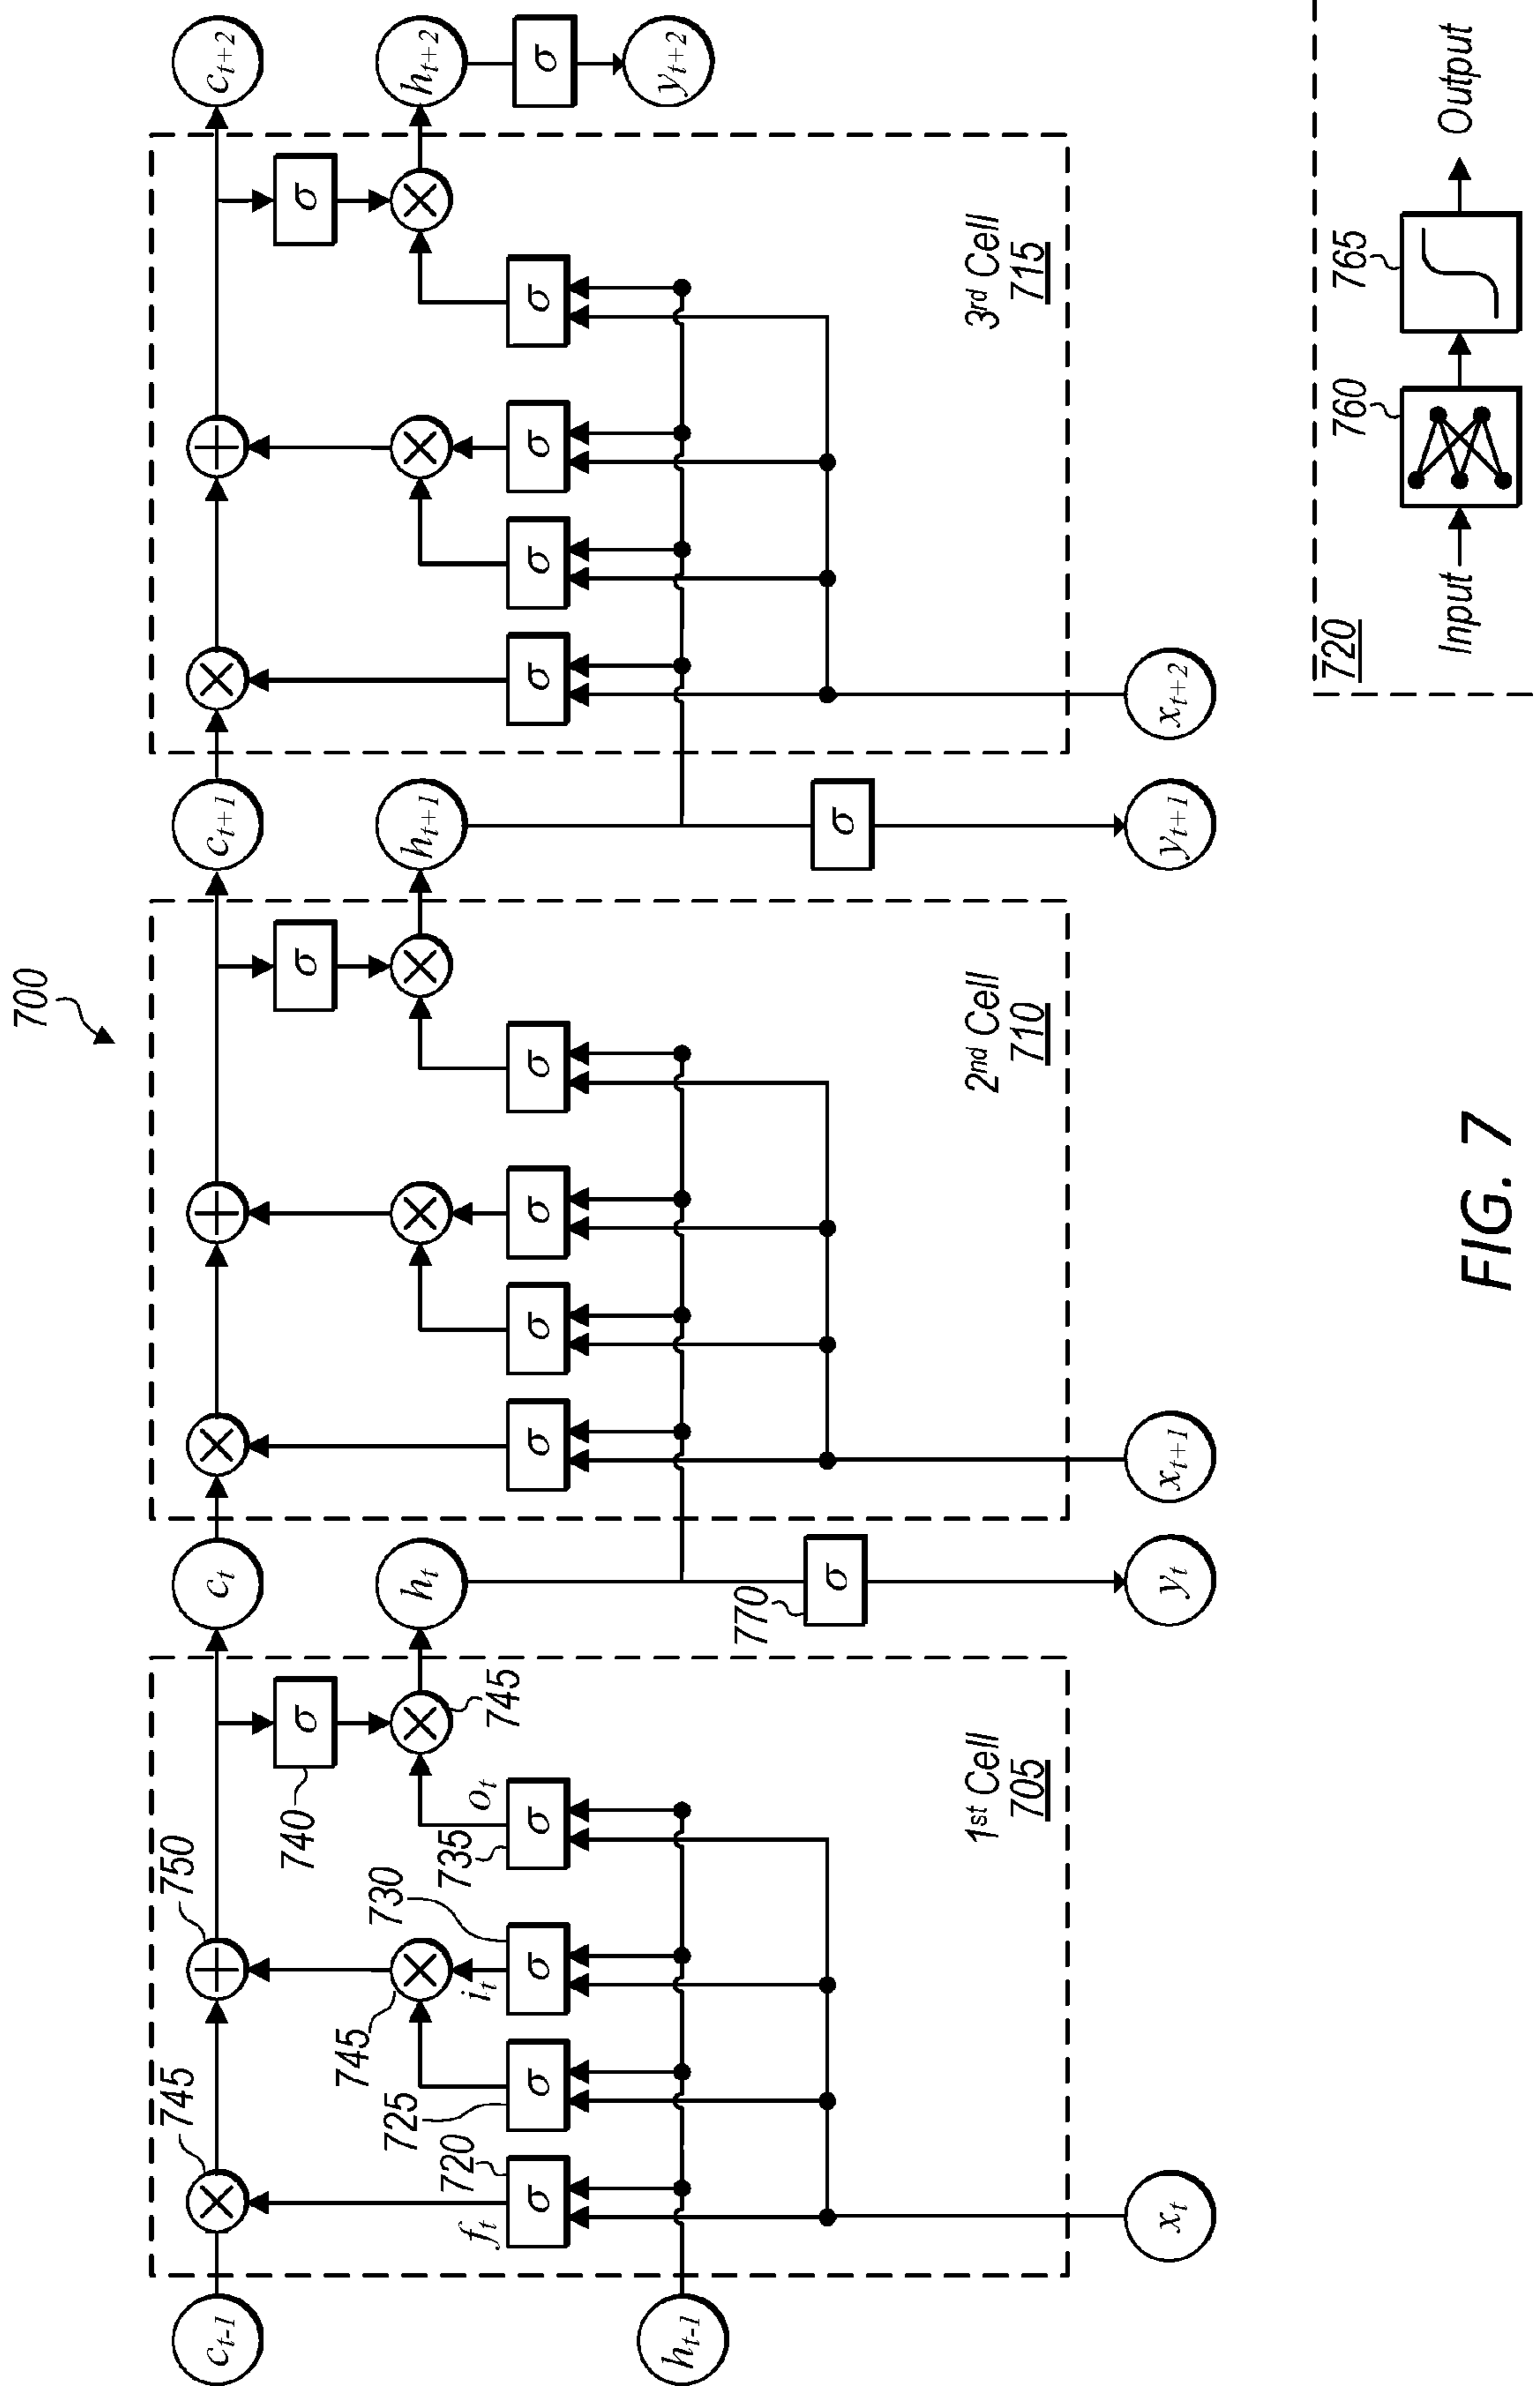 700
c_{t-1}
745
750
c_t
c_{t+1}
c_{t+2}
740
σ
σ
σ
745
730
h_t
h_{t+1}
h_{t+2}
745
725
720
f_t
i_t
735
o_t
σ
σ
σ
σ
σ
σ
σ
σ
σ
σ
σ
σ
σ
y_{t+2}
h_{t-1}
770
σ
σ
1st Cell
705
2nd Cell
710
3rd Cell
715
x_t
y_t
x_{t+1}
y_{t+1}
x_{t+2}
720
760
765
Input
Output
FIG. 7